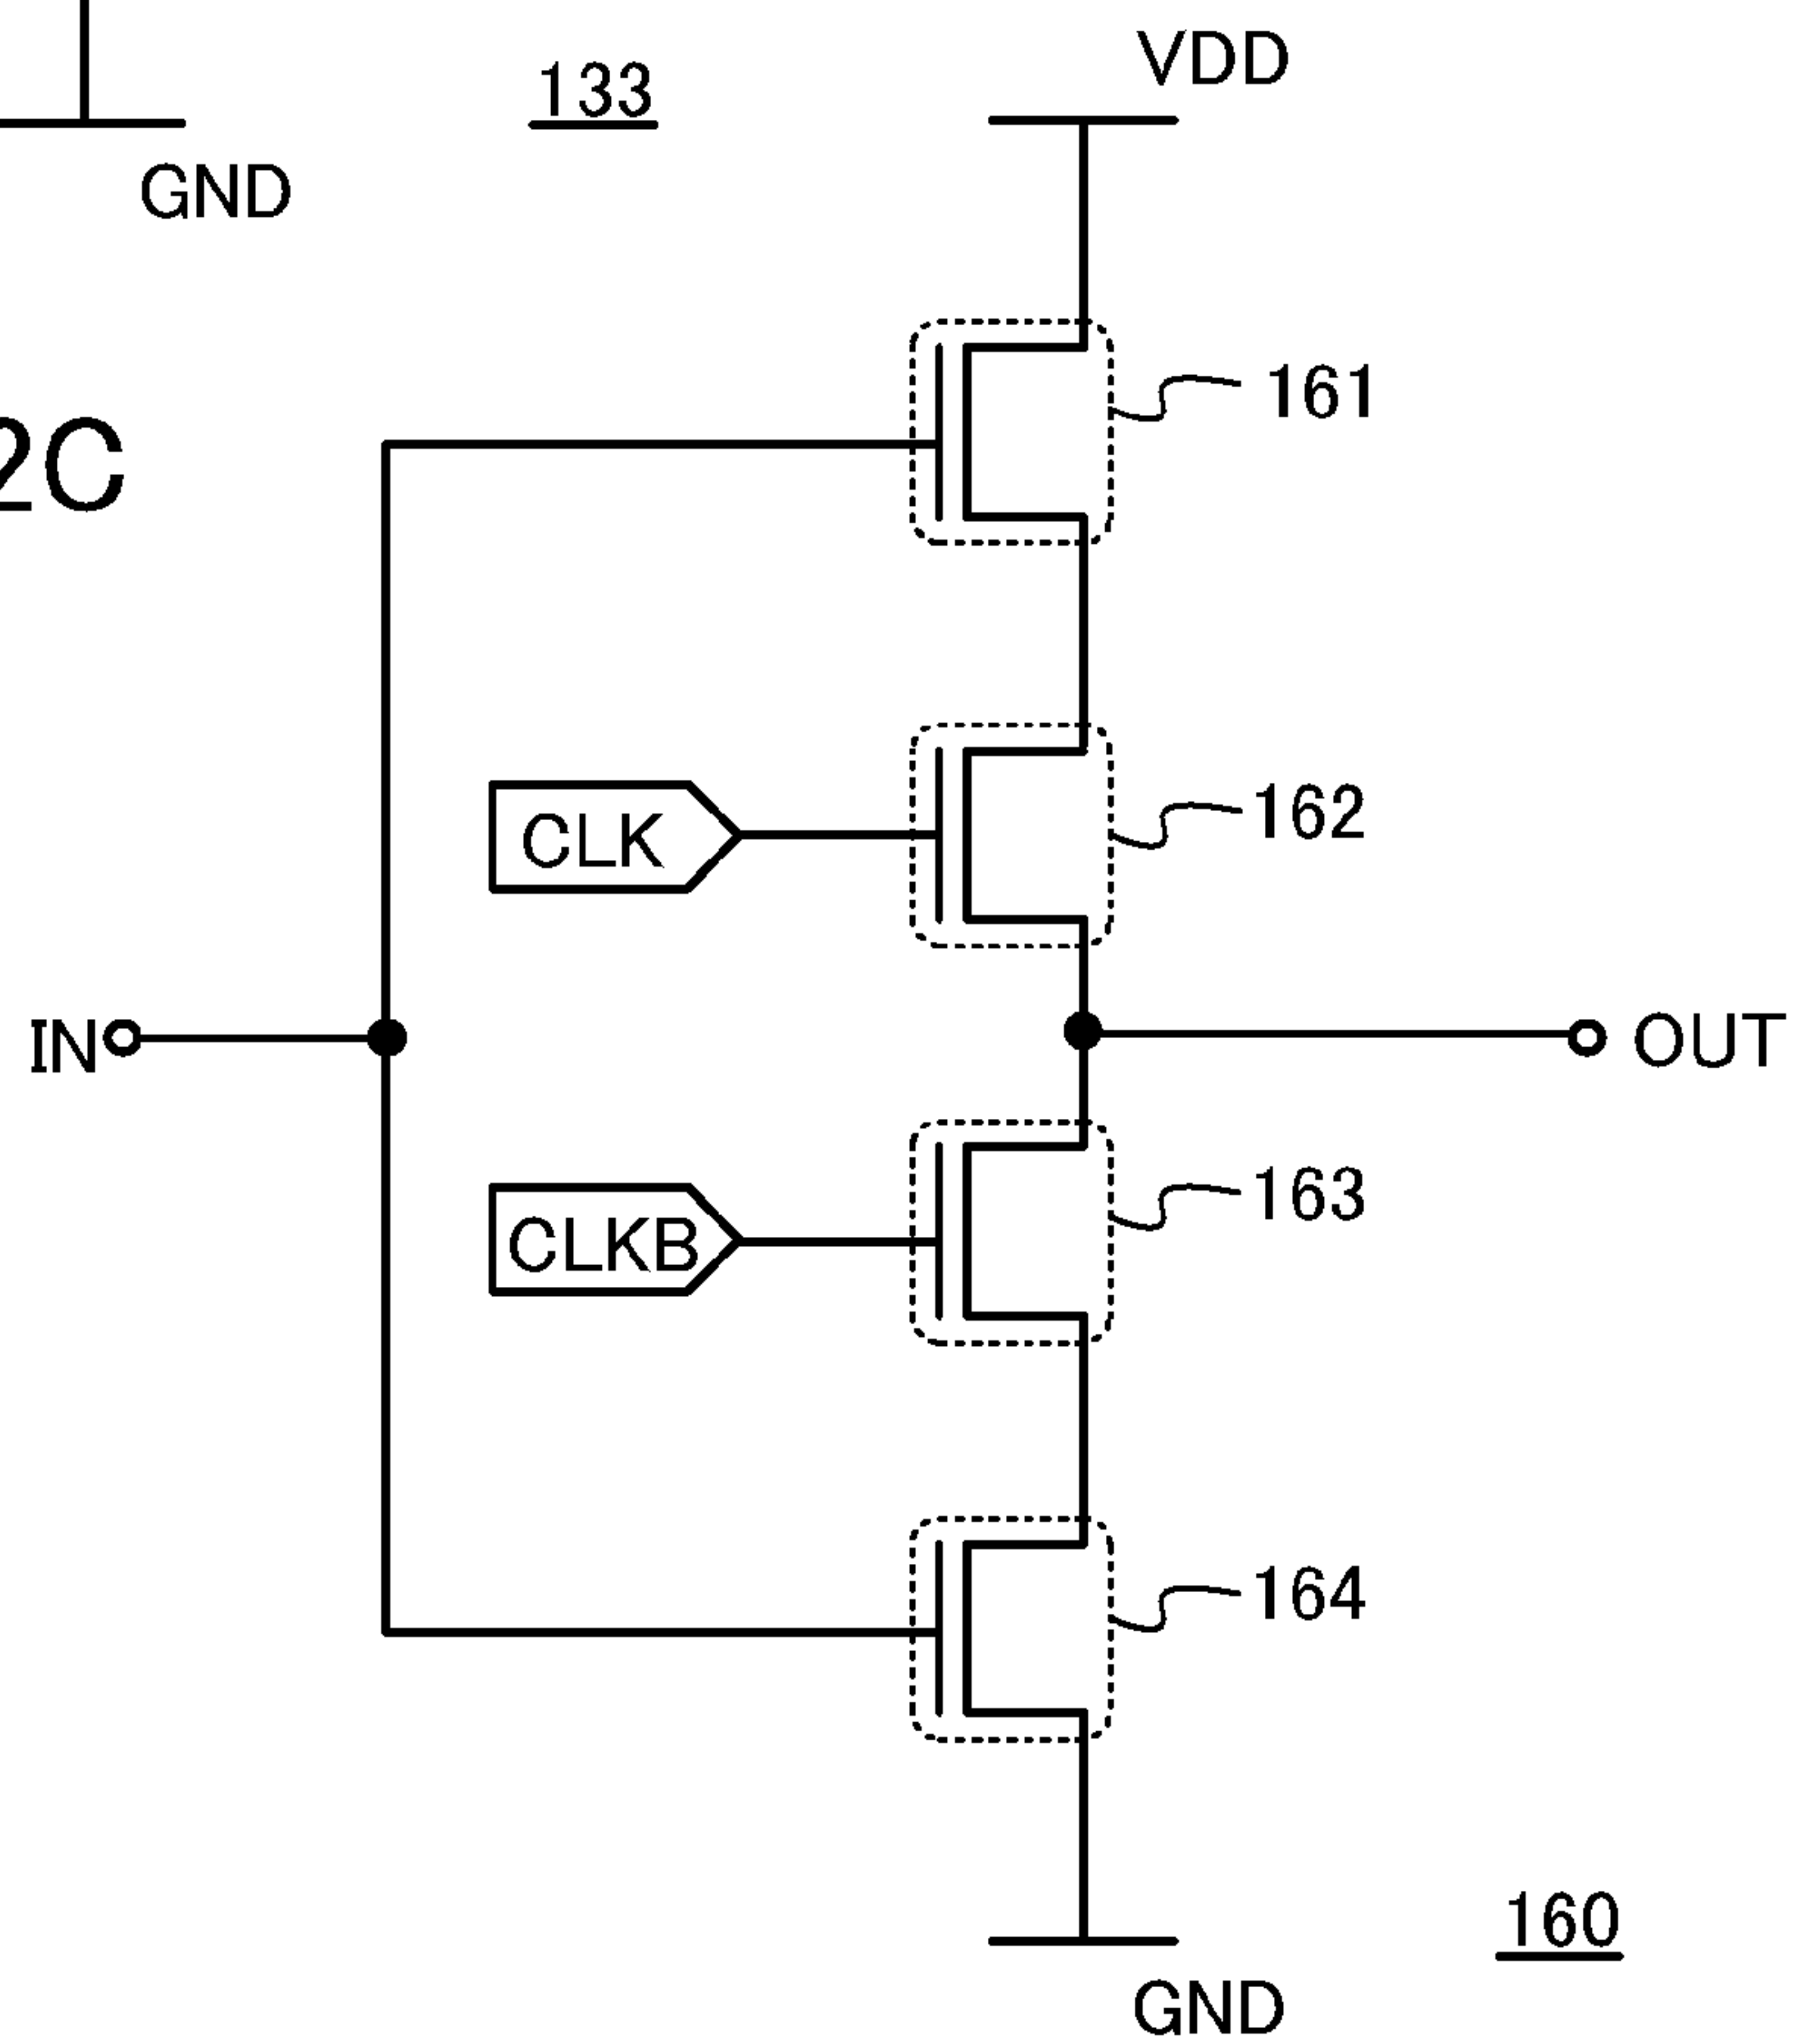 133
VDD
GND
161
2C
162
CLK
IN
OUT
163
CLKB
164
160
GND